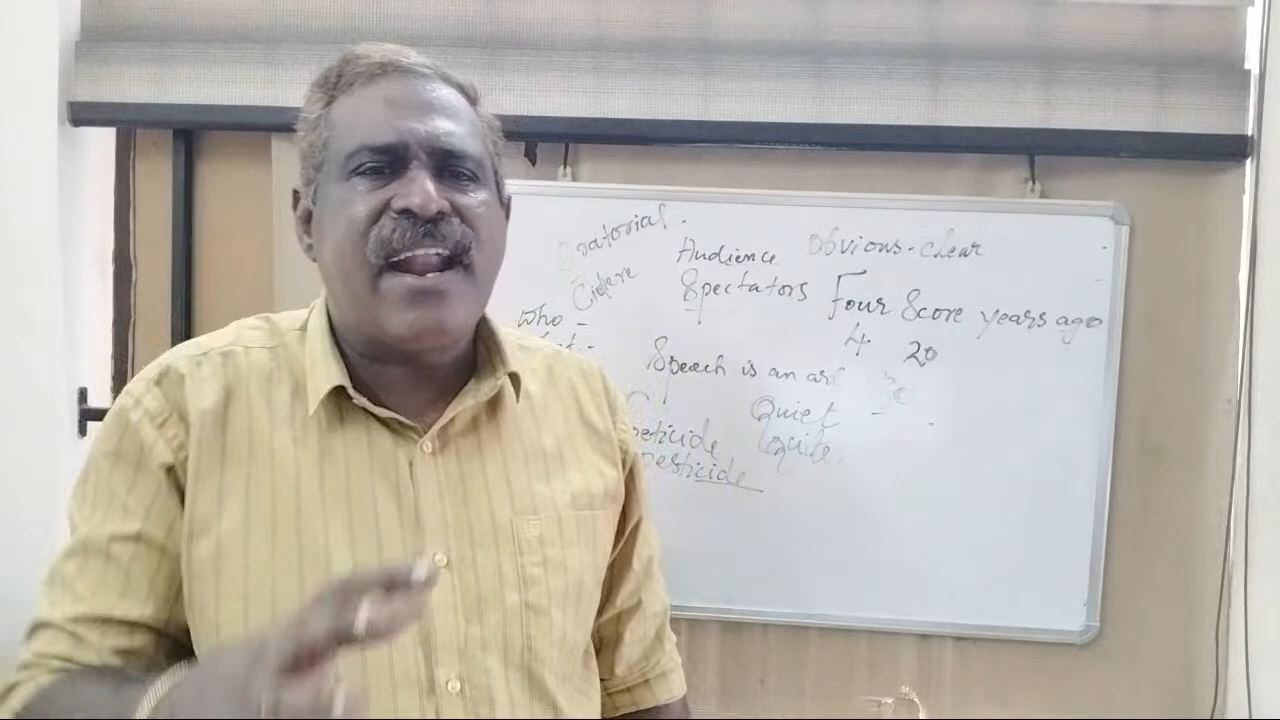 Oratorial.
Audience
Obvious - clear
Spectators
Four Score years ago
4 20
who -
Speech is an art
Quiet -
quite
pesticide